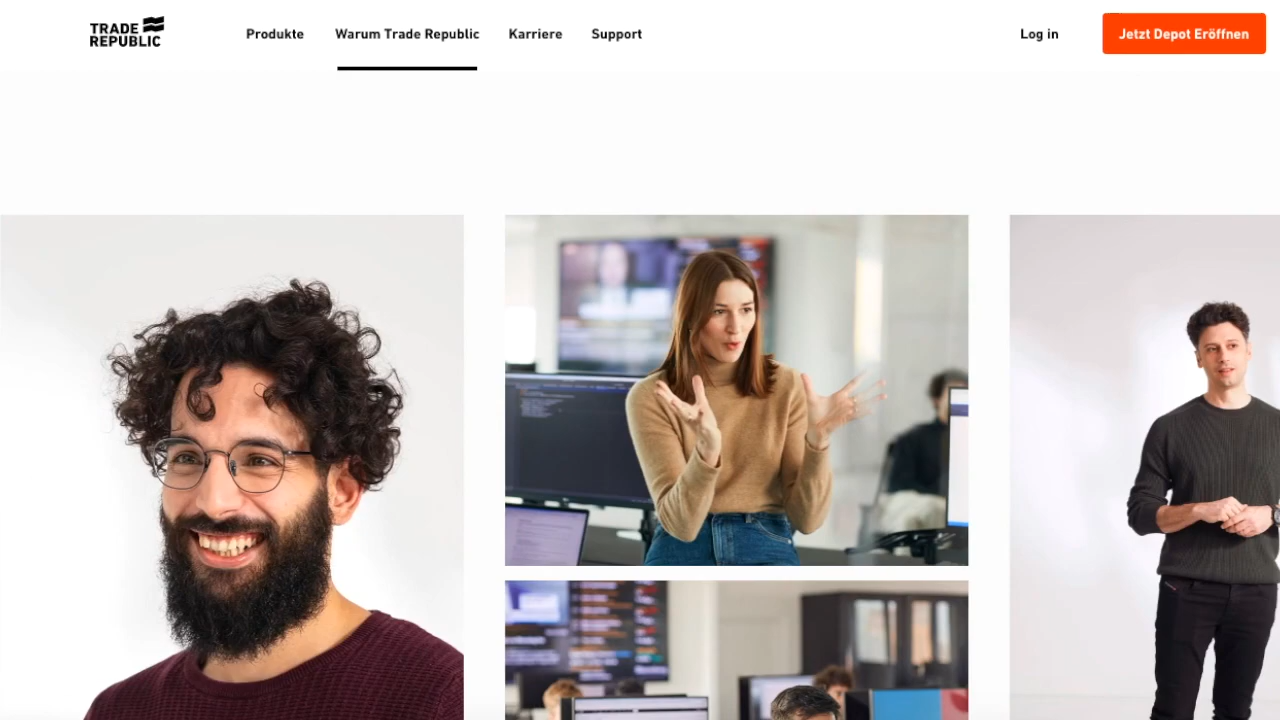 TRADE
REPUBLIC
Produkte Warum Trade Republic Karriere Support Log in Jetzt Depot Eröffnen